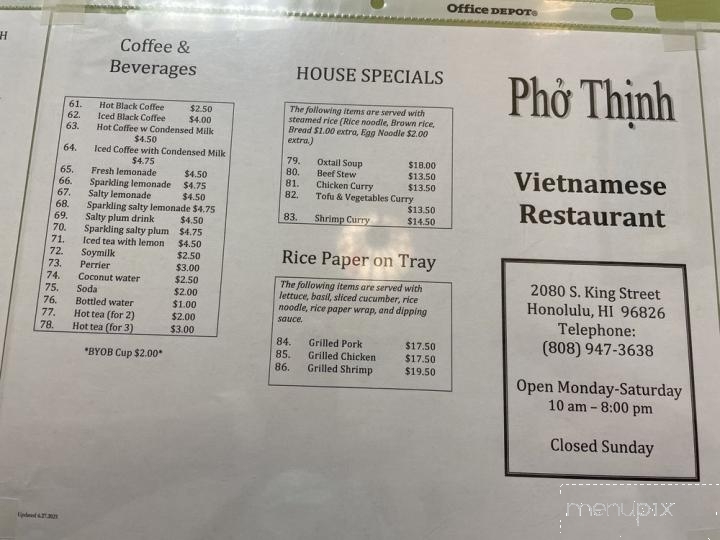 Office DEPOT®
H
Coffee &
Beverages
61. Hot Black Coffee $2.50
62. Iced Black Coffee $4.00
63. Hot Coffee w Condensed Milk
$4.50
64. Iced Coffee with Condensed Milk
$4.75
65. Fresh lemonade $4.50
66. Sparkling lemonade $4.75
67. Salty lemonade $4.50
68. Sparkling salty lemonade $4.75
69. Salty plum drink $4.50
70. Sparkling salty plum $4.75
71. Iced tea with lemon $4.50
72. Soymilk $2.50
73. Perrier $3.00
74. Coconut water $2.50
75. Soda $2.00
76. Bottled water $1.00
77. Hot tea (for 2) $2.00
78. Hot tea (for 3) $3.00
*BYOB Cup $2.00*
Updated 6.27.2021
HOUSE SPECIALS
The following items are served with
steamed rice (Rice noodle, Brown rice,
Bread $1.00 extra, Egg Noodle $2.00
extra.)
79. Oxtail Soup $18.00
80. Beef Stew $13.50
81. Chicken Curry $13.50
82. Tofu & Vegetables Curry
$13.50
83. Shrimp Curry $14.50
Rice Paper on Tray
The following items are served with
lettuce, basil, sliced cucumber, rice
noodle, rice paper wrap, and dipping
sauce.
84. Grilled Pork $17.50
85. Grilled Chicken $17.50
86. Grilled Shrimp $19.50
Phở Thịnh
Vietnamese
Restaurant
2080 S. King Street
Honolulu, HI 96826
Telephone:
(808) 947-3638
Open Monday-Saturday
10 am – 8:00 pm
Closed Sunday
menupix